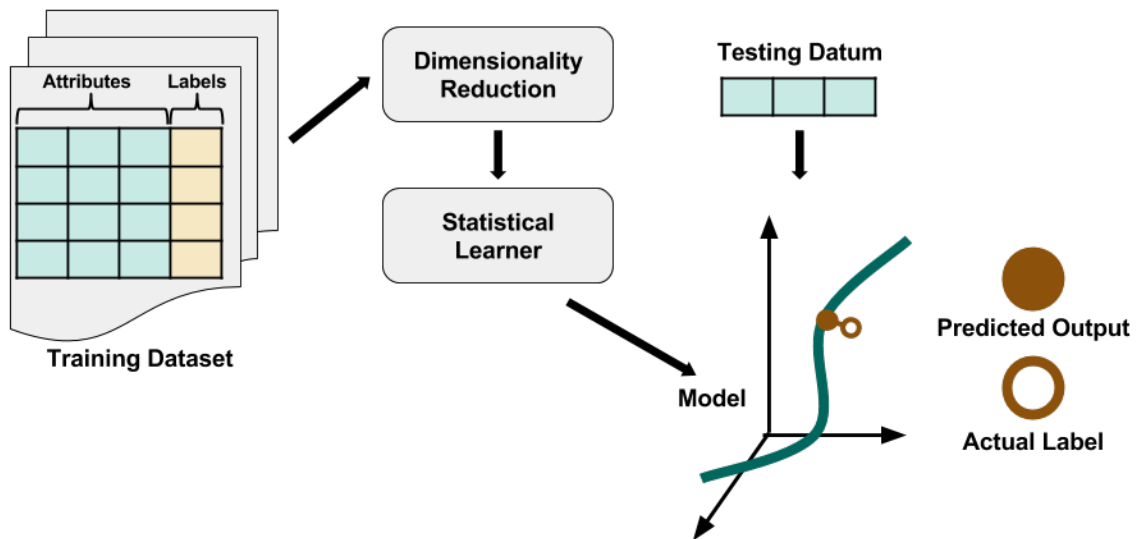 Attributes Labels
Training Dataset
Dimensionality
Reduction
Statistical
Learner
Testing Datum
Model
Predicted Output
Actual Label